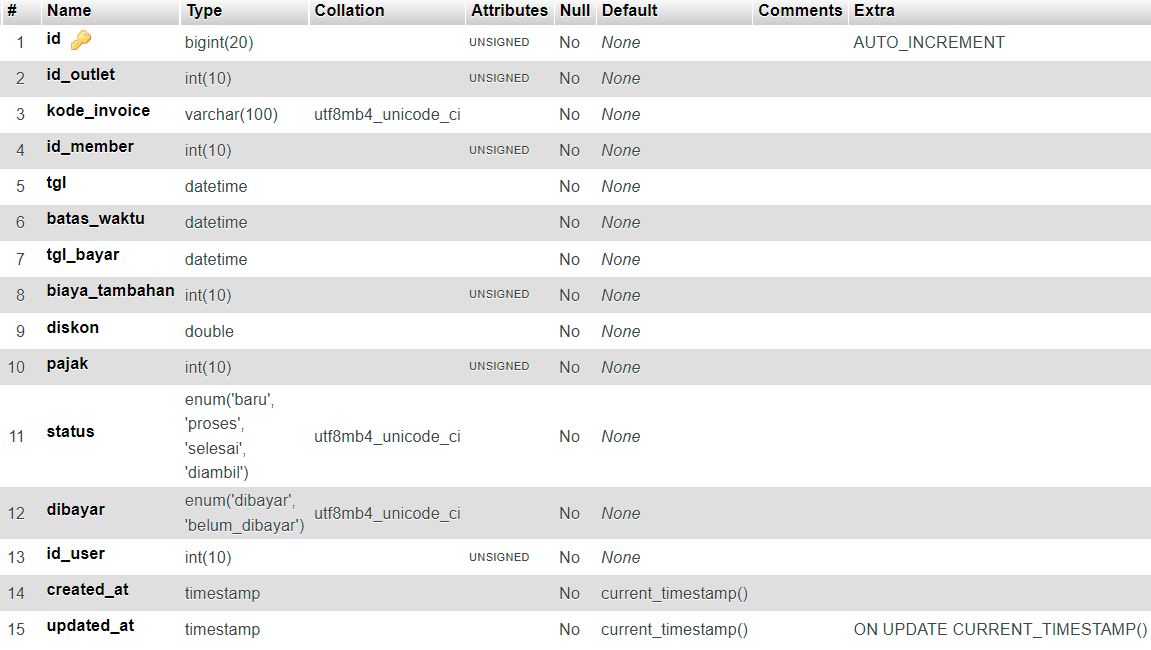 # Name Type Collation Attributes Null Default Comments Extra
1 id bigint(20) UNSIGNED No None AUTO_INCREMENT
2 id_outlet int(10) UNSIGNED No None
3 kode_invoice varchar(100) utf8mb4_unicode_ci No None
4 id_member int(10) UNSIGNED No None
5 tgl datetime No None
6 batas_waktu datetime No None
7 tgl_bayar datetime No None
8 biaya_tambahan int(10) UNSIGNED No None
9 diskon double No None
10 pajak int(10) UNSIGNED No None
enum('baru',
'proses',
11 status utf8mb4_unicode_ci No None
'selesai',
'diambil')
enum('dibayar',
12 dibayar utf8mb4_unicode_ci No None
'belum_dibayar')
13 id_user int(10) UNSIGNED No None
14 created_at timestamp No current_timestamp()
15 updated_at timestamp No current_timestamp() ON UPDATE CURRENT_TIMESTAMP()